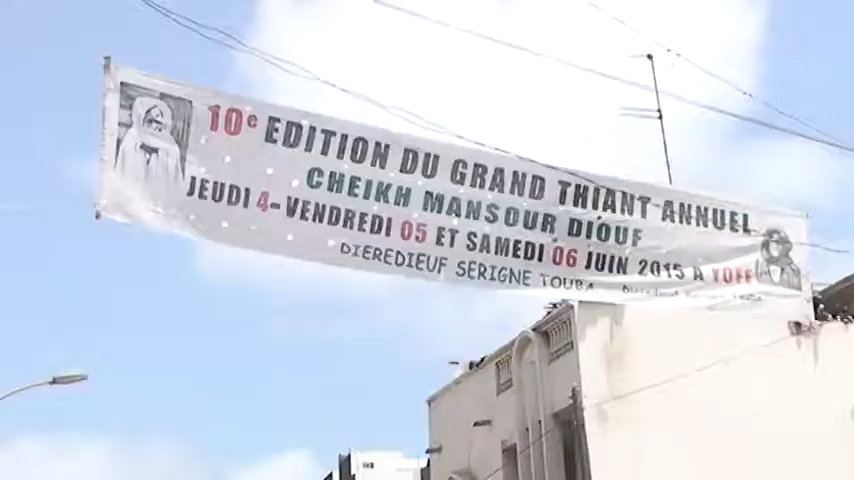 10e EDITION DU GRAND THIANT ANNUEL
CHEIKH MANSOUR DIOUF
JEUDI 4-VENDREDI 05 ET SAMEDI 06 JUIN 2015 A YOFF
DIEREDIEUF SERIGNE TOUBA